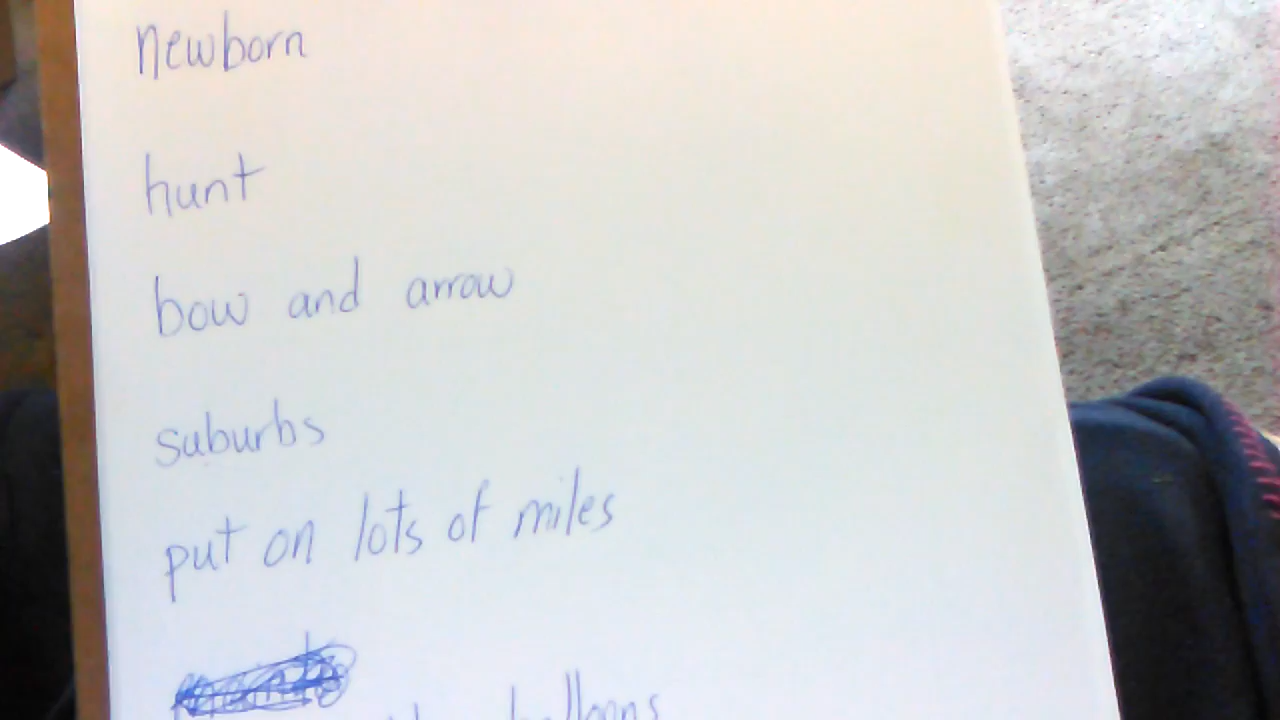 newborn
hunt
bow and arrow
suburbs
put on lots of miles
balloons